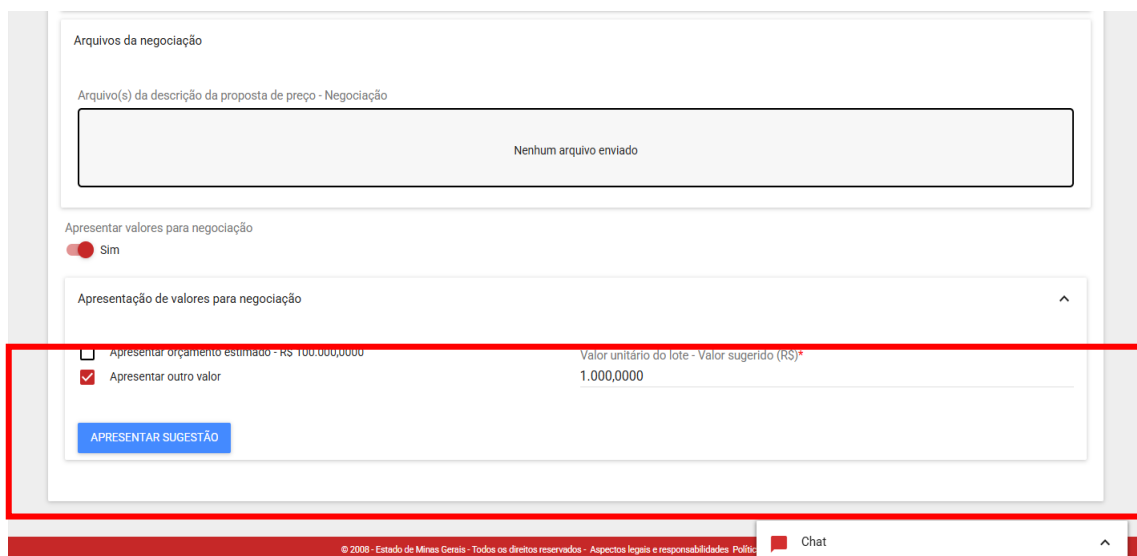 Arquivos da negociação
Arquivo(s) da descrição da proposta de preço - Negociação
Nenhum arquivo enviado
Apresentar valores para negociação
Sim
Apresentação de valores para negociação
Apresentar orçamento estimado - R$ 100.000,0000
Valor unitário do lote - Valor sugerido (R$)*
Apresentar outro valor
1.000,0000
APRESENTAR SUGESTÃO
© 2008 - Estado de Minas Gerais - Todos os direitos reservados - Aspectos legais e responsabilidades Polític
Chat